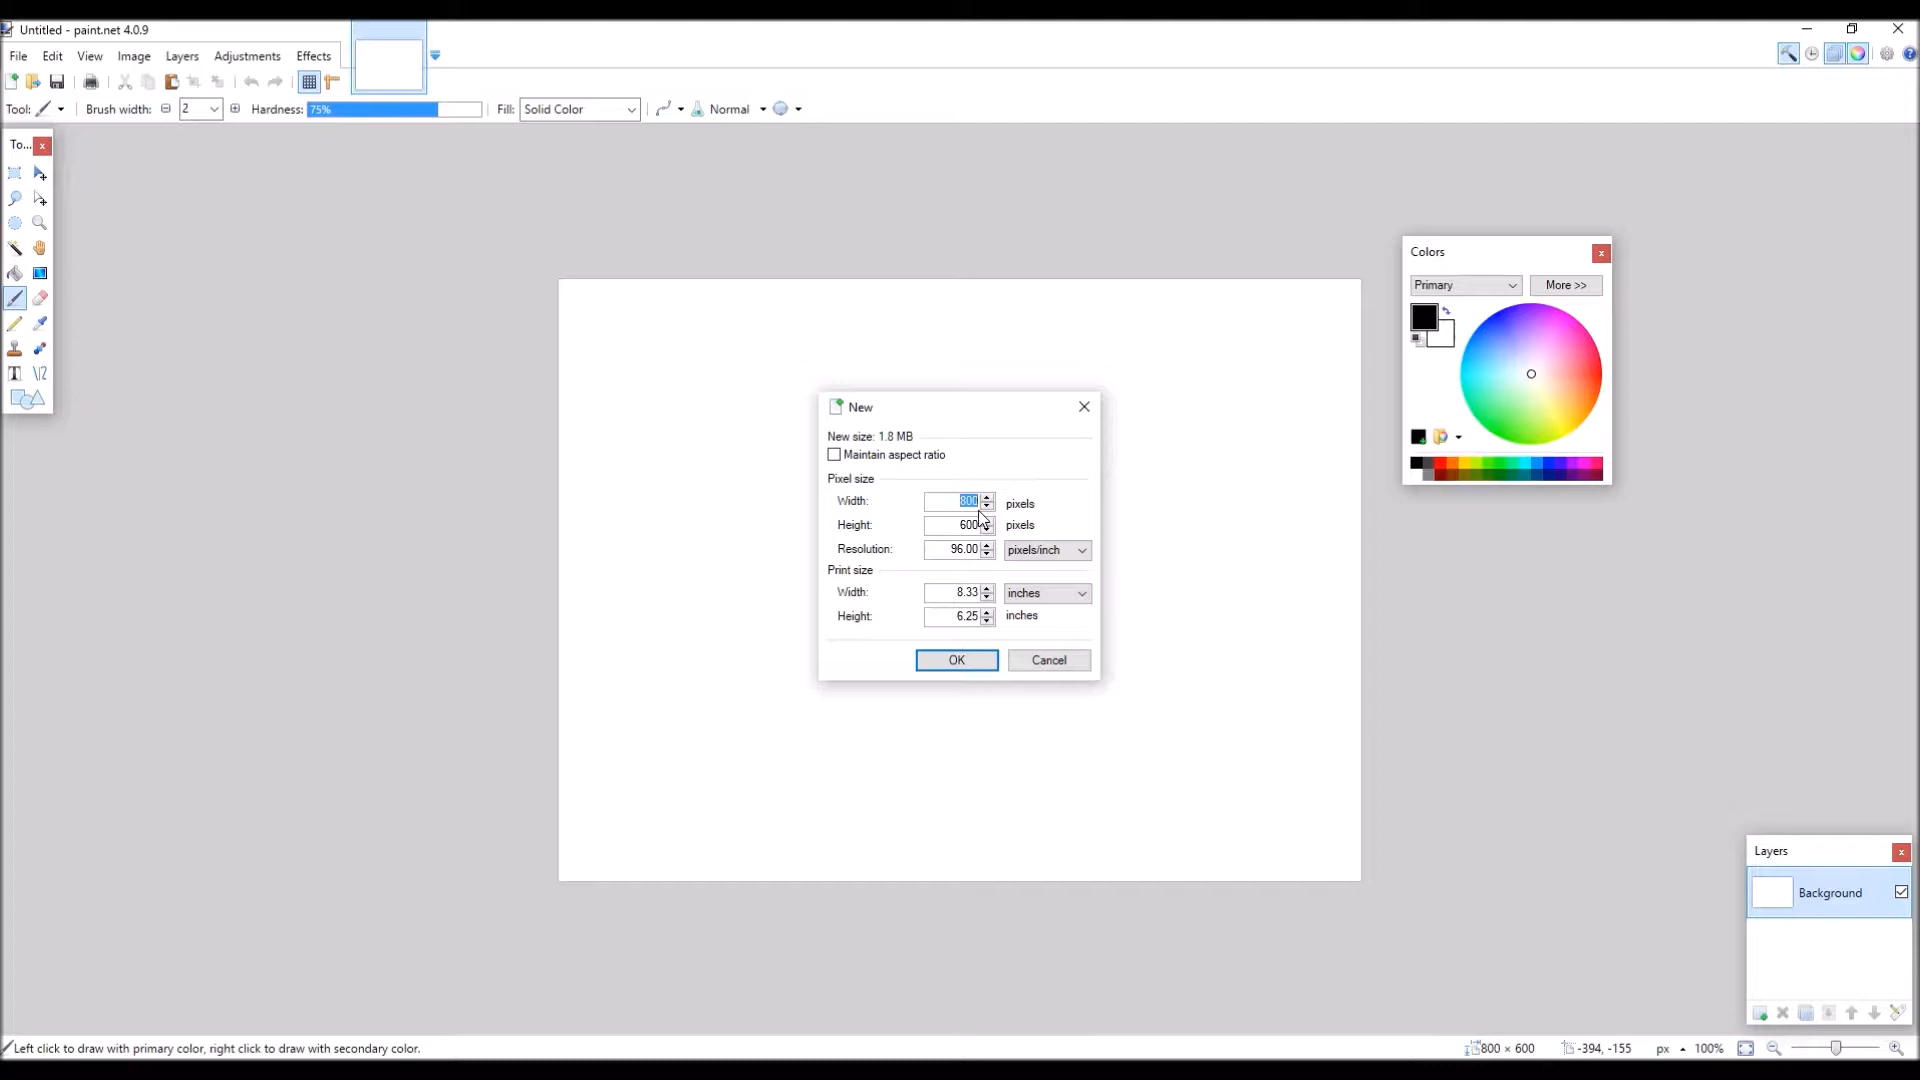 Untitled - paint.net 4.0.9
File Edit View Image Layers Adjustments Effects
Tool: Brush width: 2 Hardness: 75% Fill: Solid Color Normal
To...
Colors
Primary More >>
New
New size: 1.8 MB
Maintain aspect ratio
Pixel size
Width: 800 pixels
Height: 600 pixels
Resolution: 96.00 pixels/inch
Print size
Width: 8.33 inches
Height: 6.25 inches
OK Cancel
Layers
Background
Left click to draw with primary color, right click to draw with secondary color. 800 × 600 -394, -155 px 100%